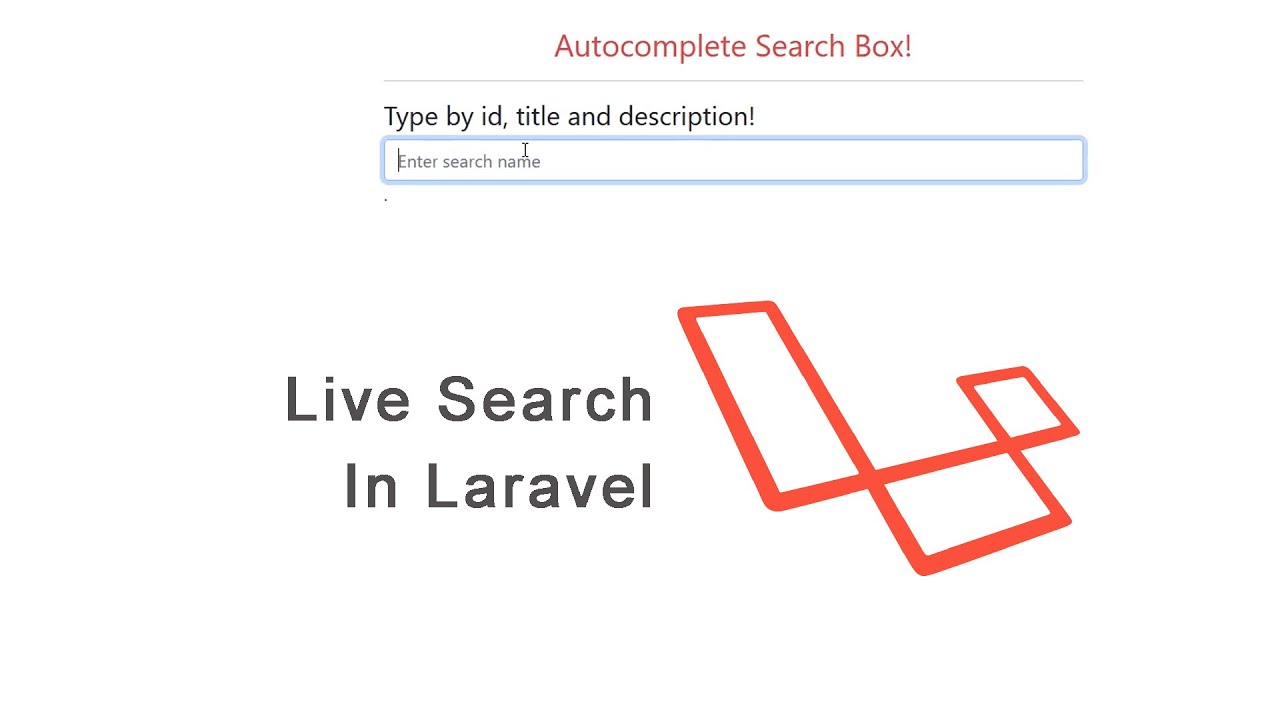 Autocomplete Search Box!
Type by id, title and description!
Enter search name
.
Live Search
In Laravel